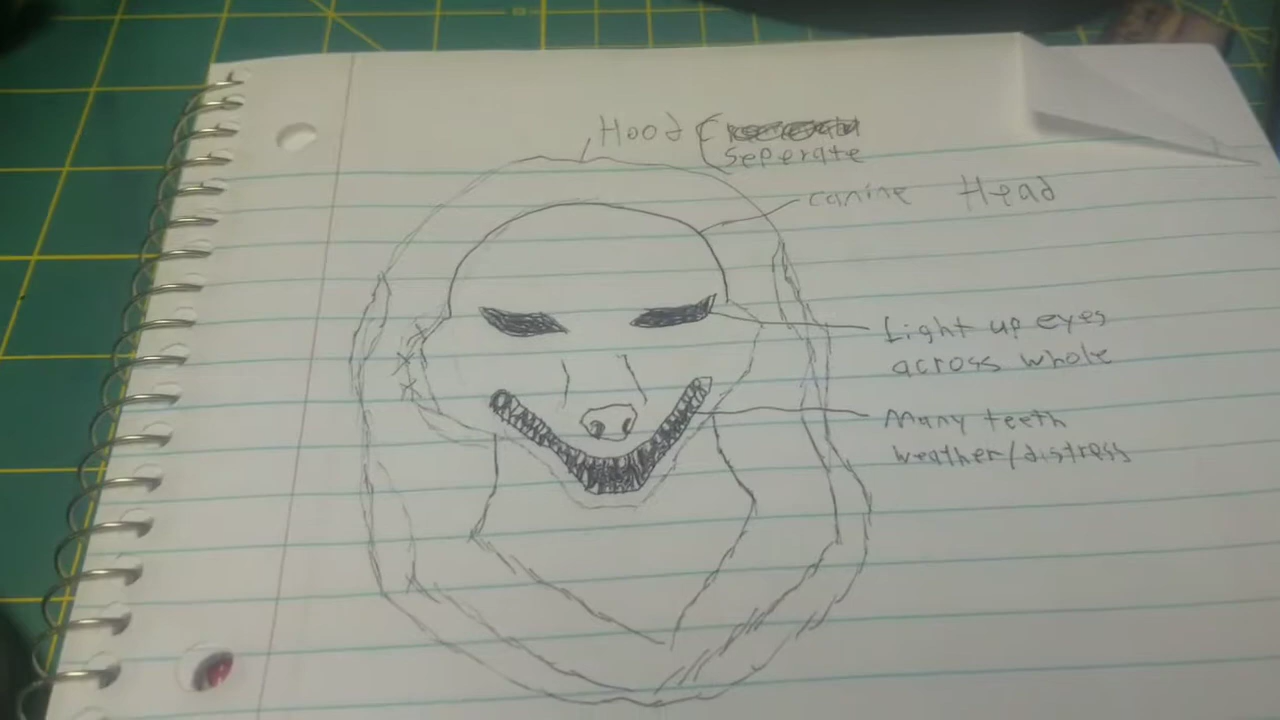 Hood (
seperate
canine Head
Light up eyes
across whole
Many teeth
weather/distress